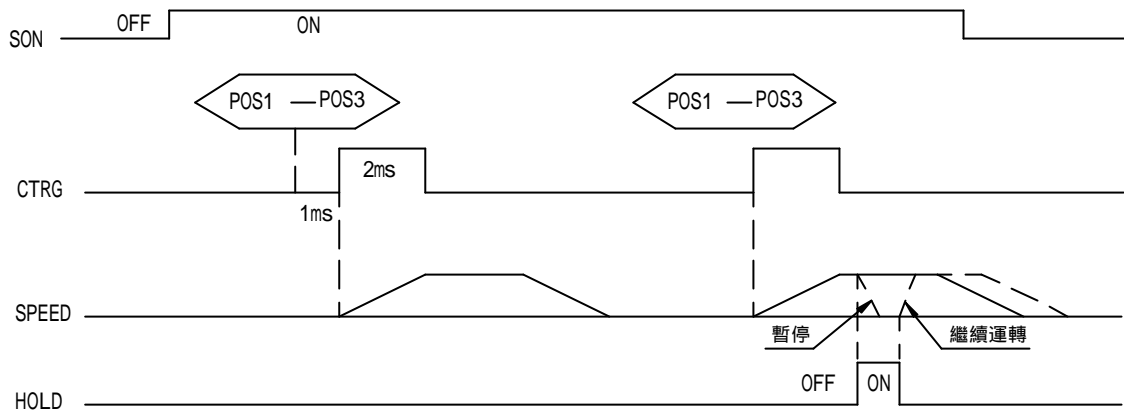 SON OFF ON
POS1 — POS3 POS1 — POS3
CTRG 2ms
1ms
SPEED
暫停 繼續運轉
HOLD OFF ON